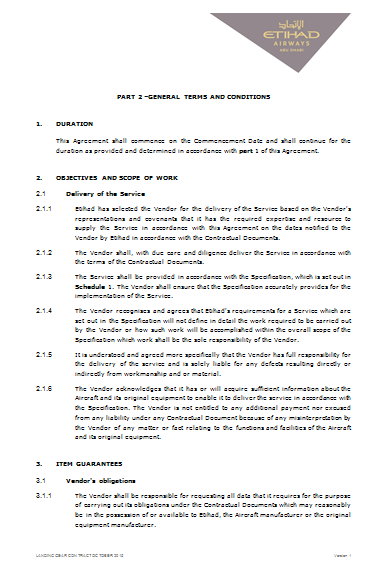 الإتحاد
ETIHAD
AIRWAYS
ABU DHABI
PART 2 –GENERAL TERMS AND CONDITIONS
1. DURATION
This Agreement shall commence on the Commencement Date and shall continue for the
duration as provided and determined in accordance with part 1 of this Agreement.
2. OBJECTIVES AND SCOPE OF WORK
2.1 Delivery of the Service
2.1.1 Etihad has selected the Vendor for the delivery of the Service based on the Vendor's
representations and covenants that it has the required expertise and resource to
supply the Service in accordance with this Agreement on the dates notified to the
Vendor by Etihad in accordance with the Contractual Documents.
2.1.2 The Vendor shall, with due care and diligence deliver the Service in accordance with
the terms of the Contractual Documents.
2.1.3 The Service shall be provided in accordance with the Specification, which is set out in
Schedule 1. The Vendor shall ensure that the Specification accurately provides for the
implementation of the Service.
2.1.4 The Vendor recognises and agrees that Etihad's requirements for a Service which are
set out in the Specification will not define in detail the work required to be carried out
by the Vendor or how such work will be accomplished within the overall scope of the
Specification which work shall be the sole responsibility of the Vendor.
2.1.5 It is understood and agreed more specifically that the Vendor has full responsibility for
the delivery of the service and is solely liable for any defects resulting directly or
indirectly from workmanship and or material.
2.1.6 The Vendor acknowledges that it has or will acquire sufficient information about the
Aircraft and its original equipment to enable it to deliver the service in accordance with
the Specification. The Vendor is not entitled to any additional payment nor excused
from any liability under any Contractual Document because of any misinterpretation by
the Vendor of any matter or fact relating to the functions and facilities of the Aircraft
and its original equipment.
3. ITEM GUARANTEES
3.1 Vendor's obligations
3.1.1 The Vendor shall be responsible for requesting all data that it requires for the purpose
of carrying out its obligations under the Contractual Documents which may reasonably
be in the possession of or available to Etihad, the Aircraft manufacturer or the original
equipment manufacturer.
LANDING GEAR CONTRACT OCTOBER
Version 1